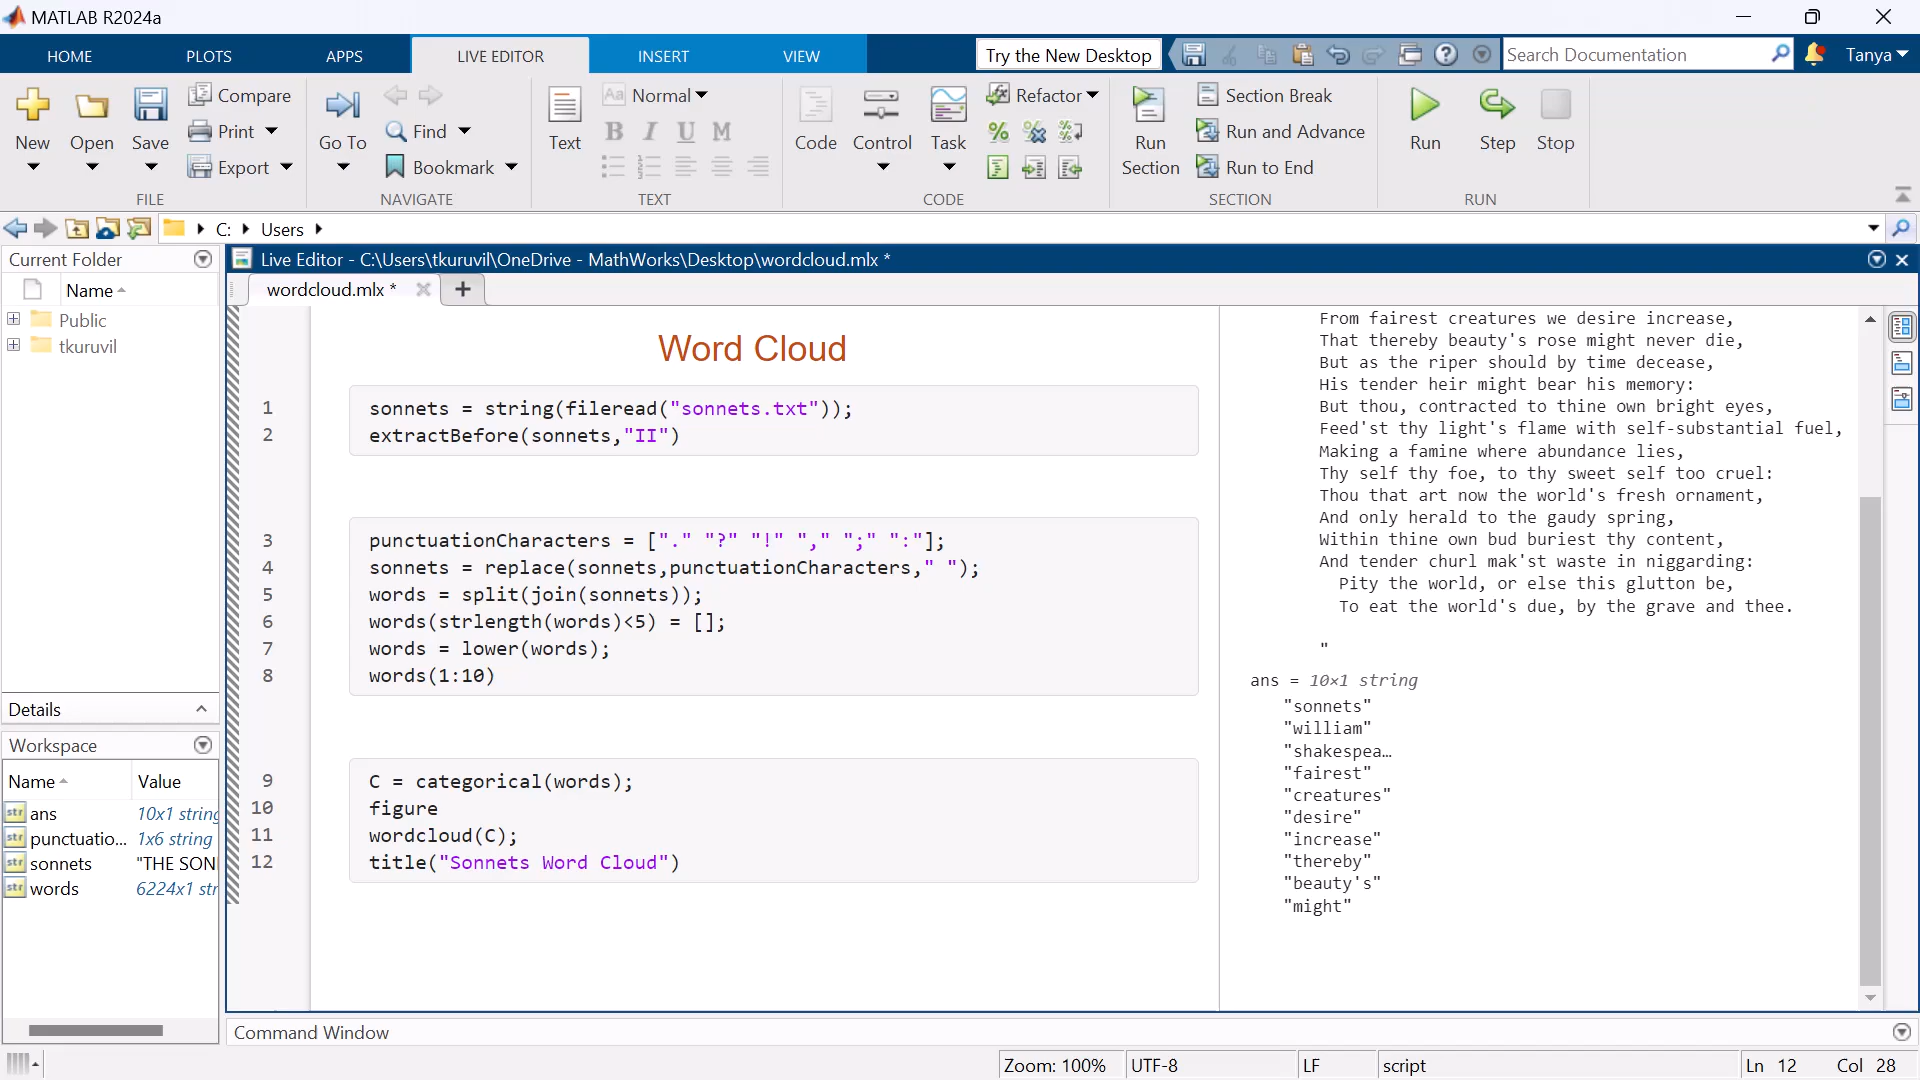 MATLAB R2024a
HOME PLOTS APPS LIVE EDITOR INSERT VIEW Try the New Desktop Search Documentation Tanya
New Open Save Compare Print Export
FILE
Go To Find Bookmark
NAVIGATE
Text Aa Normal
B I U M
TEXT
Code Control Task Refactor
CODE
Run Section Section Break
Run and Advance
Run to End
SECTION
Run Step Stop
RUN
C: Users
Current Folder
Name
Public
tkuruvil
Details
Workspace
Name Value
ans 10x1 string
punctuatio... 1x6 string
sonnets "THE SON
words 6224x1 str
Live Editor - C:\Users\tkuruvil\OneDrive - MathWorks\Desktop\wordcloud.mlx *
wordcloud.mlx *
Word Cloud
1 sonnets = string(fileread("sonnets.txt"));
2 extractBefore(sonnets,"II")
3 punctuationCharacters = ["." "?" "!" "," ";" ":"];
4 sonnets = replace(sonnets,punctuationCharacters," ");
5 words = split(join(sonnets));
6 words(strlength(words)<5) = [];
7 words = lower(words);
8 words(1:10)
9 C = categorical(words);
10 figure
11 wordcloud(C);
12 title("Sonnets Word Cloud")
From fairest creatures we desire increase,
That thereby beauty's rose might never die,
But as the riper should by time decease,
His tender heir might bear his memory:
But thou, contracted to thine own bright eyes,
Feed'st thy light's flame with self-substantial fuel,
Making a famine where abundance lies,
Thy self thy foe, to thy sweet self too cruel:
Thou that art now the world's fresh ornament,
And only herald to the gaudy spring,
Within thine own bud buriest thy content,
And tender churl mak'st waste in niggarding:
Pity the world, or else this glutton be,
To eat the world's due, by the grave and thee.
"
ans = 10×1 string
"sonnets"
"william"
"shakespea…
"fairest"
"creatures"
"desire"
"increase"
"thereby"
"beauty's"
"might"
Command Window
Zoom: 100% UTF-8 LF script Ln 12 Col 28